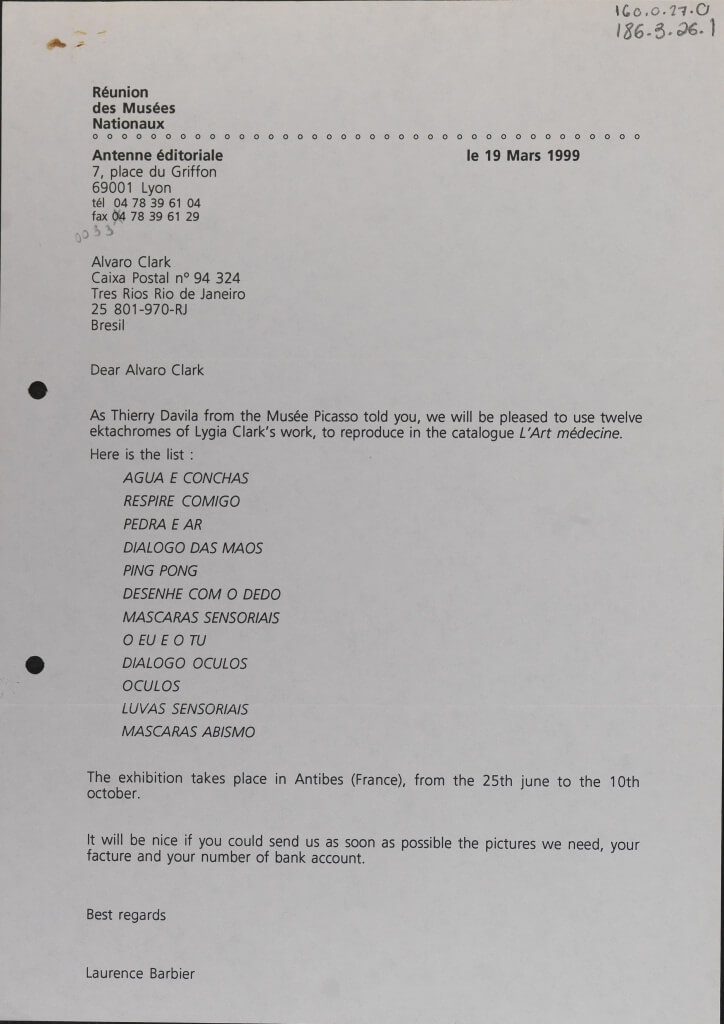 160.0.27.0
186-3-26.1
Réunion
des Musées
Nationaux
Antenne éditoriale
le 19 Mars 1999
7, place du Griffon
69001 Lyon
tél 04 78 39 61 04
fax 04 78 39 61 29
0033
Alvaro Clark
Caixa Postal nº 94 324
Tres Rios Rio de Janeiro
25 801-970-RJ
Bresil
Dear Alvaro Clark
As Thierry Davila from the Musée Picasso told you, we will be pleased to use twelve
ektachromes of Lygia Clark's work, to reproduce in the catalogue L'Art médecine.
Here is the list :
AGUA E CONCHAS
RESPIRE COMIGO
PEDRA E AR
DIALOGO DAS MAOS
PING PONG
DESENHE COM O DEDO
MASCARAS SENSORIAIS
O EU E O TU
DIALOGO OCULOS
OCULOS
LUVAS SENSORIAIS
MASCARAS ABISMO
The exhibition takes place in Antibes (France), from the 25th june to the 10th
october.
It will be nice if you could send us as soon as possible the pictures we need, your
facture and your number of bank account.
Best regards
Laurence Barbier